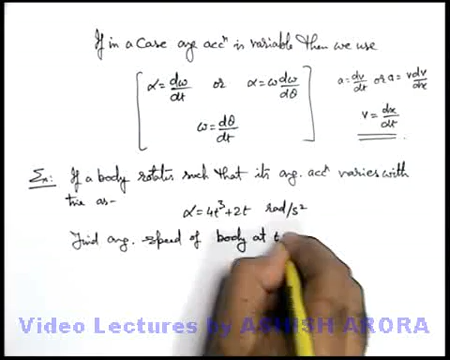 If in a Case ang. accⁿ is variable then we use
α = dω/dt or α = ω dω/dθ a = dv/dt or a = v dv/dx
ω = dθ/dt v = dx/dt
Ex. If a body rotates such that its ang. accⁿ varies with
time as-
α = 4t³ + 2t rad/s²
Find ang. speed of body at t
Video Lectures by ASHISH ARORA